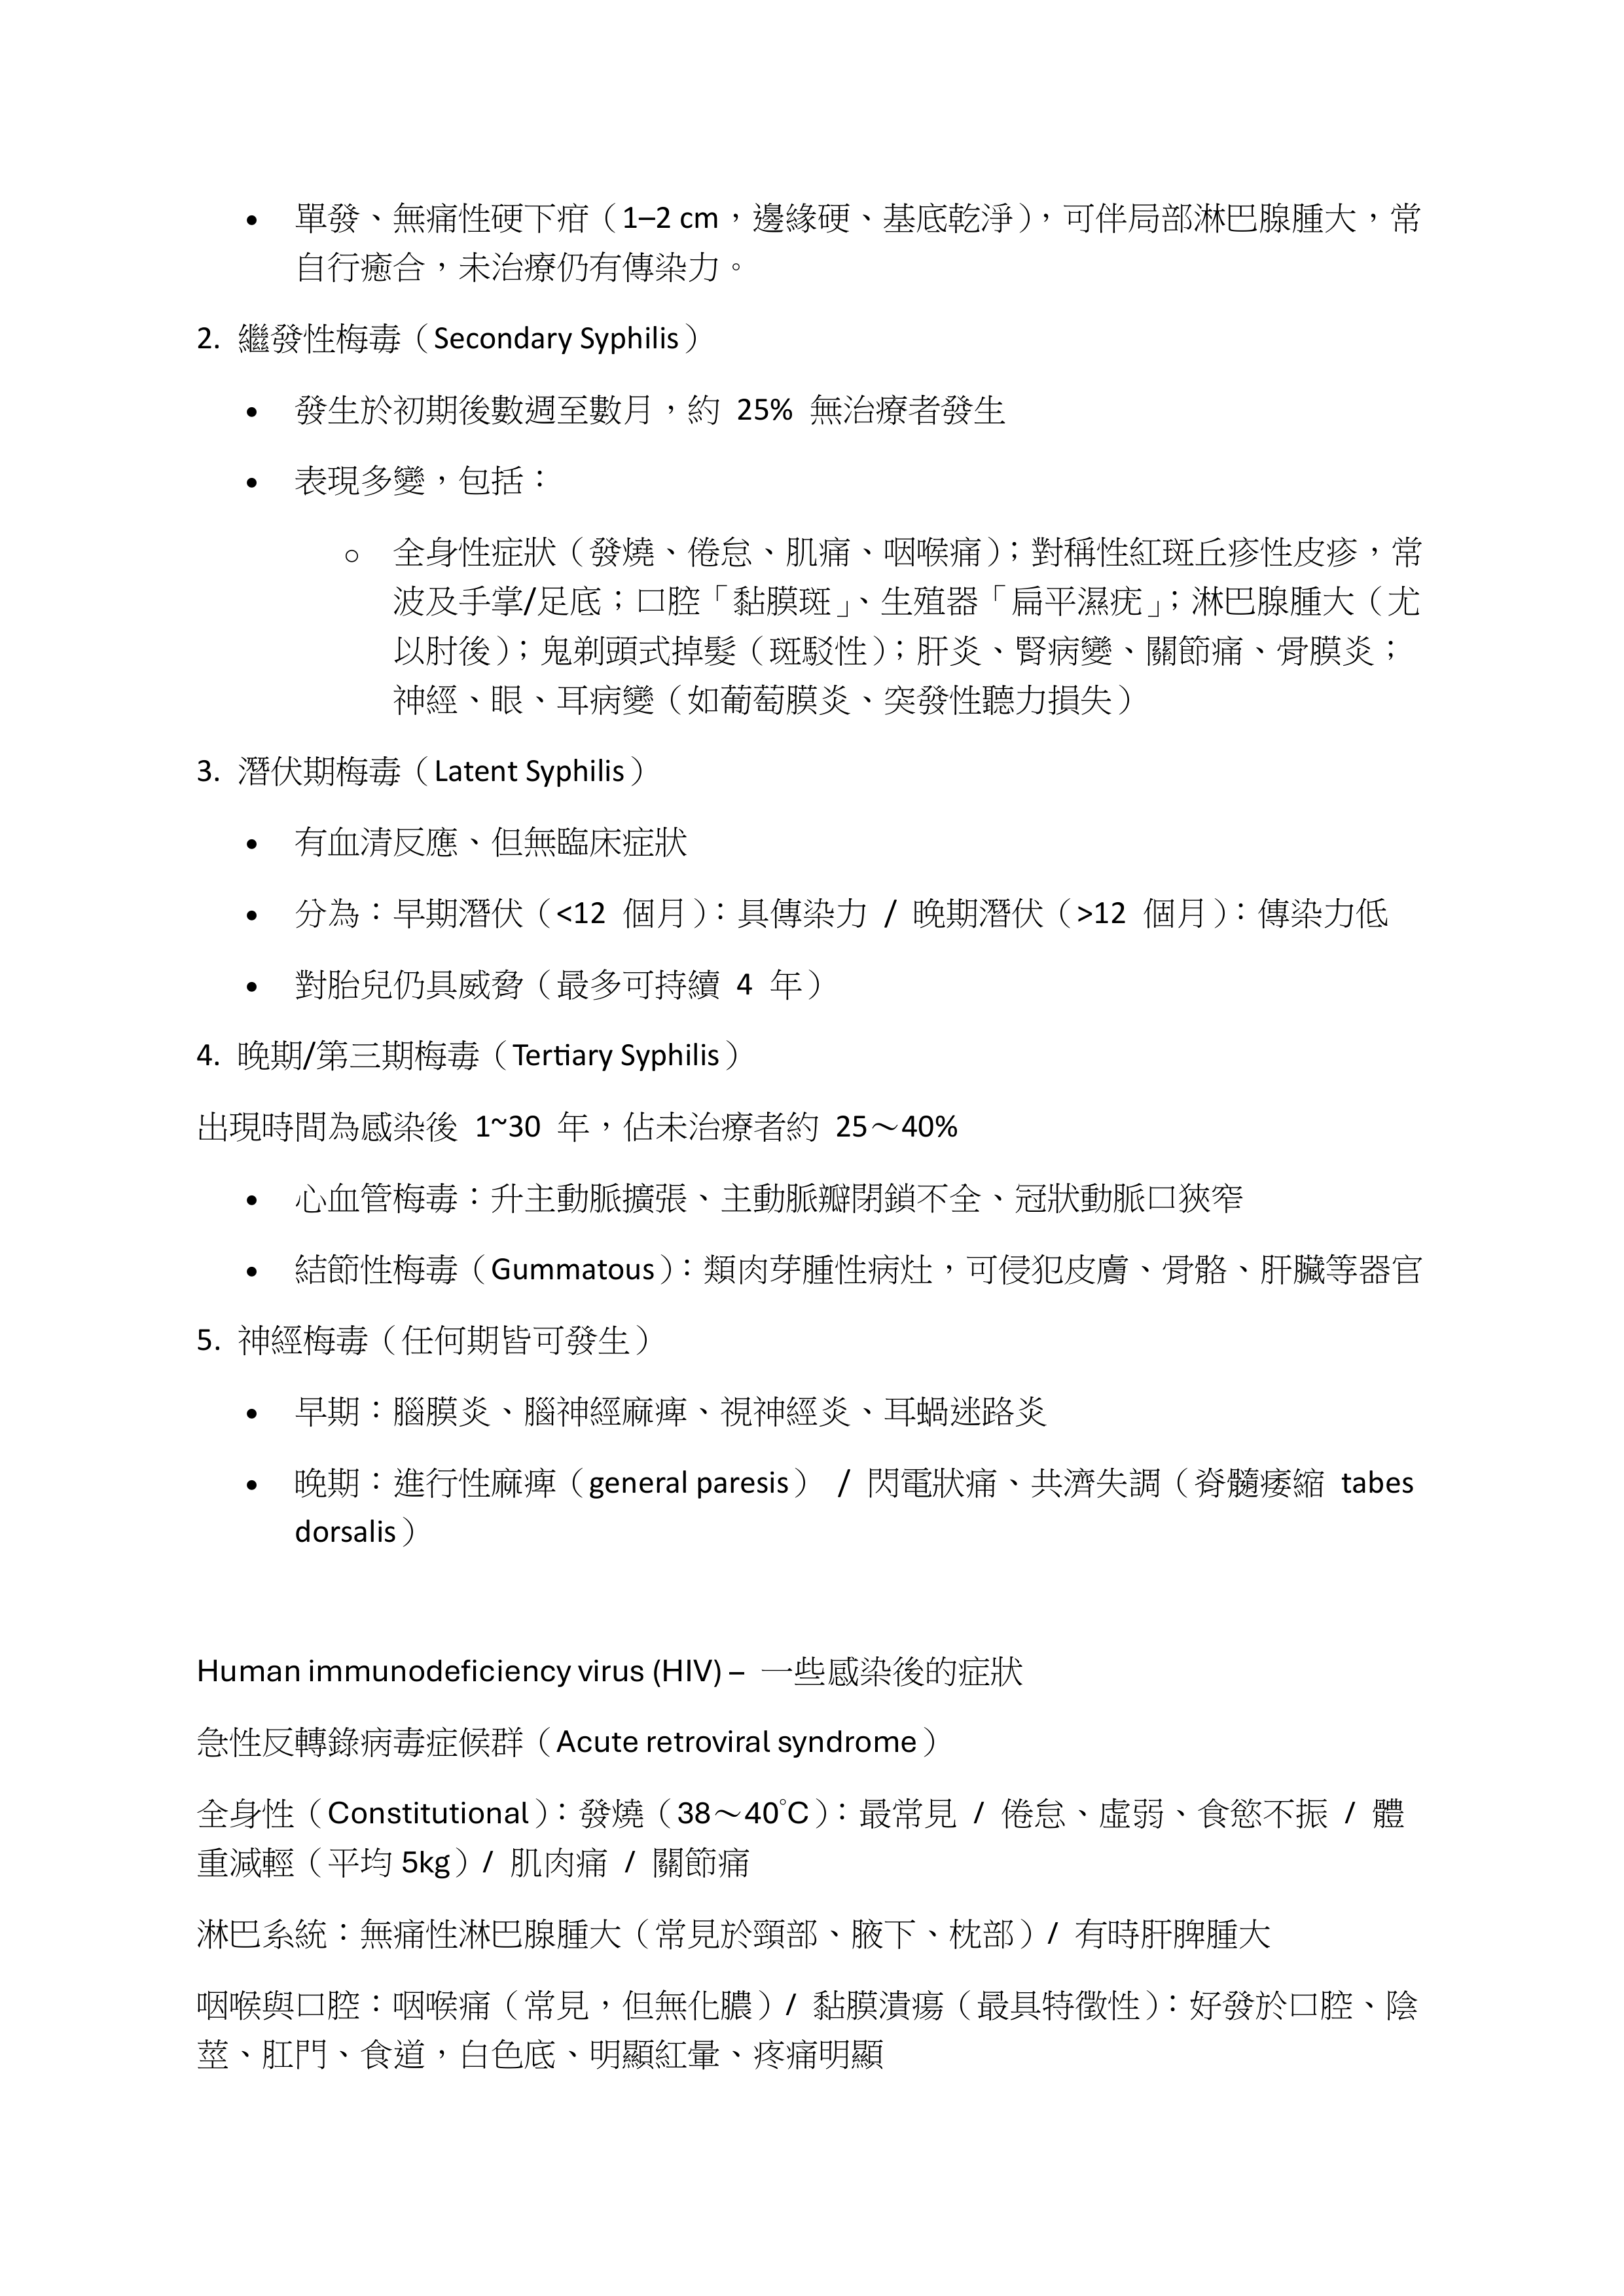 • 單發、無痛性硬下疳（1–2 cm，邊緣硬、基底乾淨），可伴局部淋巴腺腫大，常
自行癒合，未治療仍有傳染力。
2. 繼發性梅毒（Secondary Syphilis）
• 發生於初期後數週至數月，約 25% 無治療者發生
• 表現多變，包括：
○ 全身性症狀（發燒、倦怠、肌痛、咽喉痛）；對稱性紅斑丘疹性皮疹，常
波及手掌/足底；口腔「黏膜斑」、生殖器「扁平濕疣」；淋巴腺腫大（尤
以肘後）；鬼剃頭式掉髮（斑駁性）；肝炎、腎病變、關節痛、骨膜炎；
神經、眼、耳病變（如葡萄膜炎、突發性聽力損失）
3. 潛伏期梅毒（Latent Syphilis）
• 有血清反應、但無臨床症狀
• 分為：早期潛伏（<12 個月）：具傳染力 / 晚期潛伏（>12 個月）：傳染力低
• 對胎兒仍具威脅（最多可持續 4 年）
4. 晚期/第三期梅毒（Tertiary Syphilis）
出現時間為感染後 1~30 年，佔未治療者約 25～40%
• 心血管梅毒：升主動脈擴張、主動脈瓣閉鎖不全、冠狀動脈口狹窄
• 結節性梅毒（Gummatous）：類肉芽腫性病灶，可侵犯皮膚、骨骼、肝臟等器官
5. 神經梅毒（任何期皆可發生）
• 早期：腦膜炎、腦神經麻痺、視神經炎、耳蝸迷路炎
• 晚期：進行性麻痺（general paresis） / 閃電狀痛、共濟失調（脊髓痿縮 tabes
dorsalis）
Human immunodeficiency virus (HIV) – 一些感染後的症狀
急性反轉錄病毒症候群（Acute retroviral syndrome）
全身性（Constitutional）：發燒（38～40°C）：最常見 / 倦怠、虛弱、食慾不振 / 體
重減輕（平均 5kg）/ 肌肉痛 / 關節痛
淋巴系統：無痛性淋巴腺腫大（常見於頸部、腋下、枕部）/ 有時肝脾腫大
咽喉與口腔：咽喉痛（常見，但無化膿）/ 黏膜潰瘍（最具特徵性）：好發於口腔、陰
莖、肛門、食道，白色底、明顯紅暈、疼痛明顯